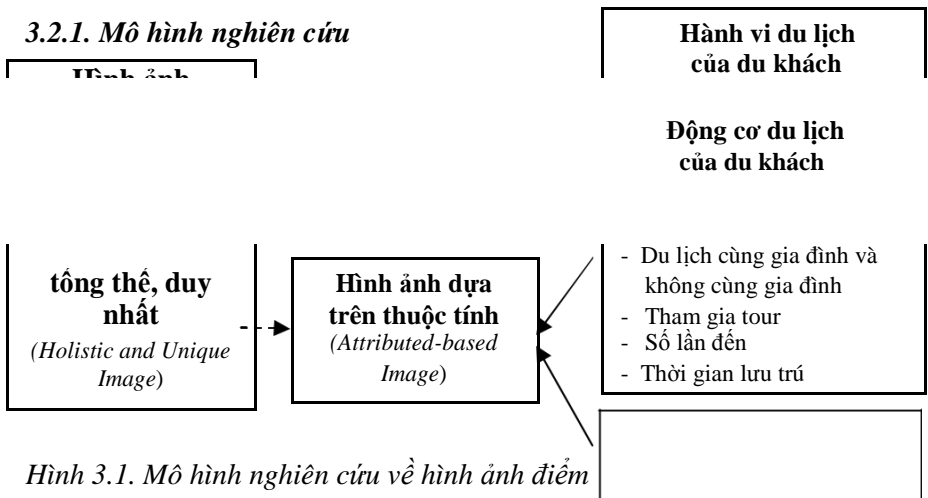 3.2.1. Mô hình nghiên cứu
Hình ảnh
tổng thể, duy
nhất
(Holistic and Unique
Image)
Hình ảnh dựa
trên thuộc tính
(Attributed-based
Image)
Hành vi du lịch
của du khách
Động cơ du lịch
của du khách
- Du lịch cùng gia đình và
không cùng gia đình
- Tham gia tour
- Số lần đến
- Thời gian lưu trú
Hình 3.1. Mô hình nghiên cứu về hình ảnh điểm